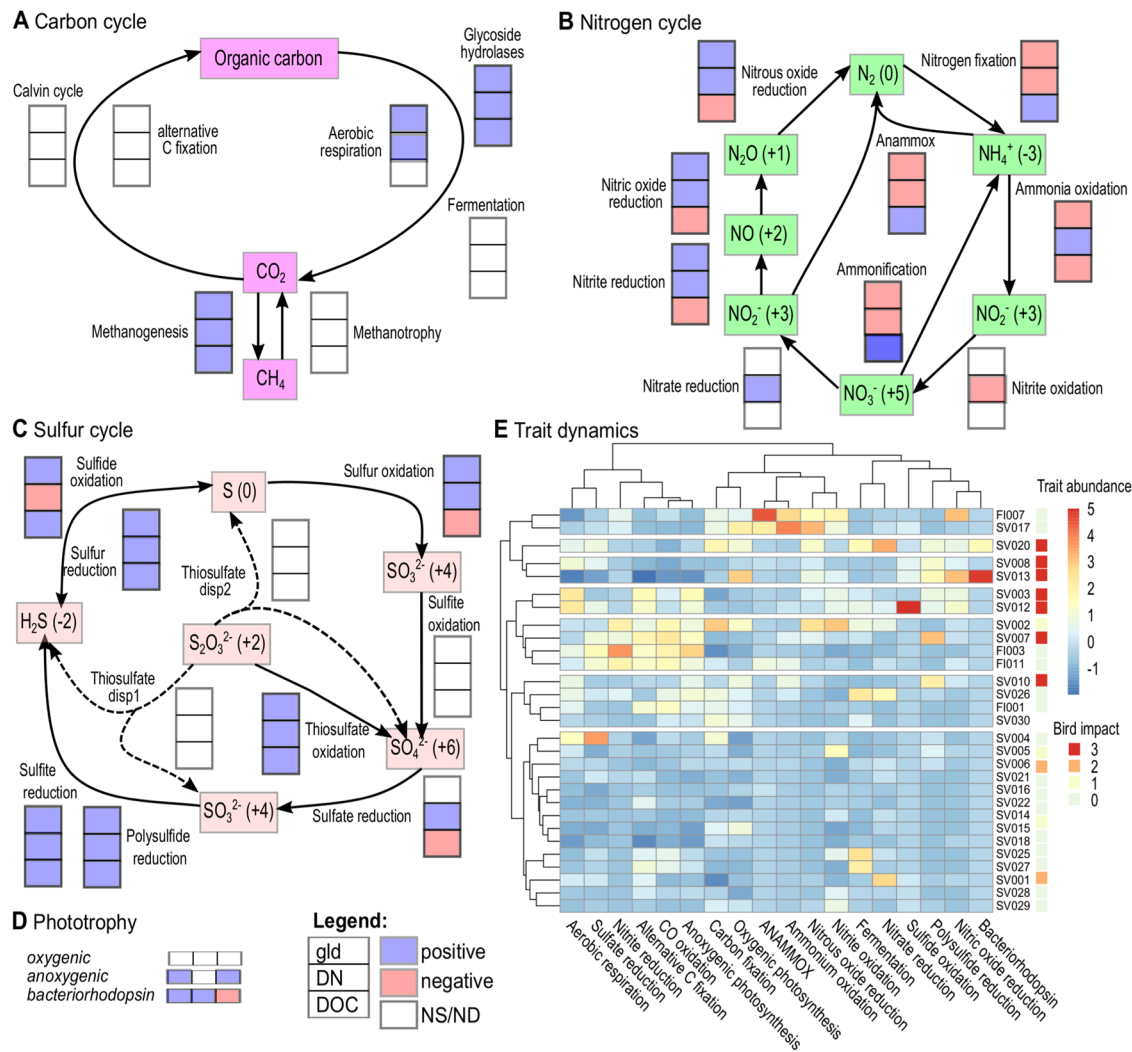 A Carbon cycle
Organic carbon
Glycoside
hydrolases
Calvin cycle
alternative
C fixation
Aerobic
respiration
Fermentation
CO2
Methanogenesis
Methanotrophy
CH4
B Nitrogen cycle
Nitrous oxide
reduction
N2 (0)
Nitrogen fixation
N2O (+1)
Anammox
NH4+ (-3)
Nitric oxide
reduction
Ammonia oxidation
NO (+2)
Nitrite reduction
Ammonification
NO2- (+3)
NO2- (+3)
Nitrate reduction
NO3- (+5)
Nitrite oxidation
C Sulfur cycle
Sulfide
oxidation
S (0)
Sulfur oxidation
Sulfur
reduction
Thiosulfate
disp2
SO3 2- (+4)
H2S (-2)
S2O3 2- (+2)
Sulfite
oxidation
Thiosulfate
disp1
Thiosulfate
oxidation
SO4 2- (+6)
Sulfite
reduction
SO3 2- (+4)
Sulfate reduction
Polysulfide
reduction
D Phototrophy
oxygenic
anoxygenic
bacteriorhodopsin
Legend:
gld
DN
DOC
positive
negative
NS/ND
E Trait dynamics
Trait abundance
5
4
3
2
1
0
-1
Bird impact
3
2
1
0
FI007
SV017
SV020
SV008
SV013
SV003
SV012
SV002
SV007
FI003
FI011
SV010
SV026
FI001
SV030
SV004
SV005
SV006
SV021
SV016
SV022
SV014
SV015
SV018
SV025
SV027
SV001
SV028
SV029
Aerobic respiration
Sulfate reduction
Nitrite reduction
Alternative C fixation
CO oxidation
Anoxygenic photosynthesis
Carbon fixation
Oxygenic photosynthesis
ANAMMOX
Ammonium oxidation
Nitrous oxide reduction
Nitrite oxidation
Fermentation
Nitrate reduction
Sulfide oxidation
Polysulfide reduction
Nitric oxide reduction
Bacteriorhodopsin